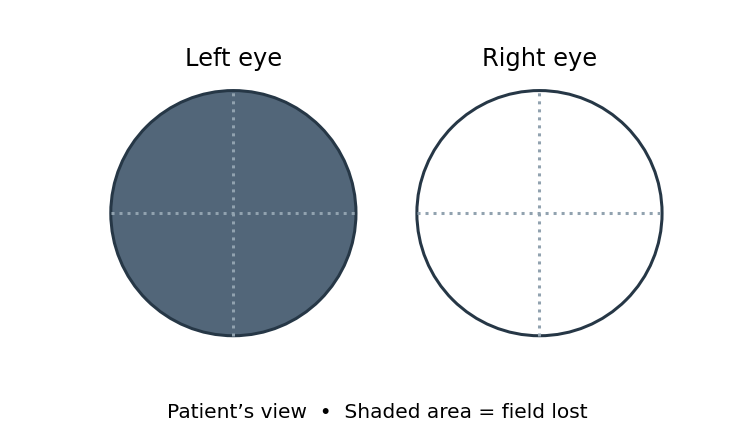 Left eye
Right eye
Patient’s view • Shaded area = field lost